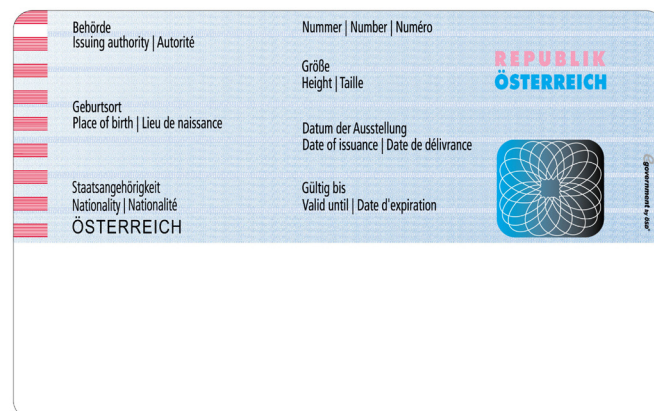 Behörde
Issuing authority | Autorité
Nummer | Number | Numéro
Größe
Height | Taille
REPUBLIK
ÖSTERREICH
Geburtsort
Place of birth | Lieu de naissance
Datum der Ausstellung
Date of issuance | Date de délivrance
Staatsangehörigkeit
Nationality | Nationalité
ÖSTERREICH
Gültig bis
Valid until | Date d'expiration
government by ösd